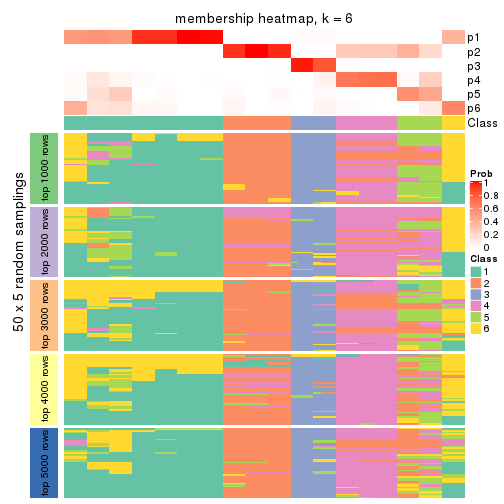 membership heatmap, k = 6
p1
p2
p3
p4
p5
p6
Class
50 x 5 random samplings
top 1000 rows
top 2000 rows
top 3000 rows
top 4000 rows
top 5000 rows
Prob
1
0.8
0.6
0.4
0.2
0
Class
1
2
3
4
5
6